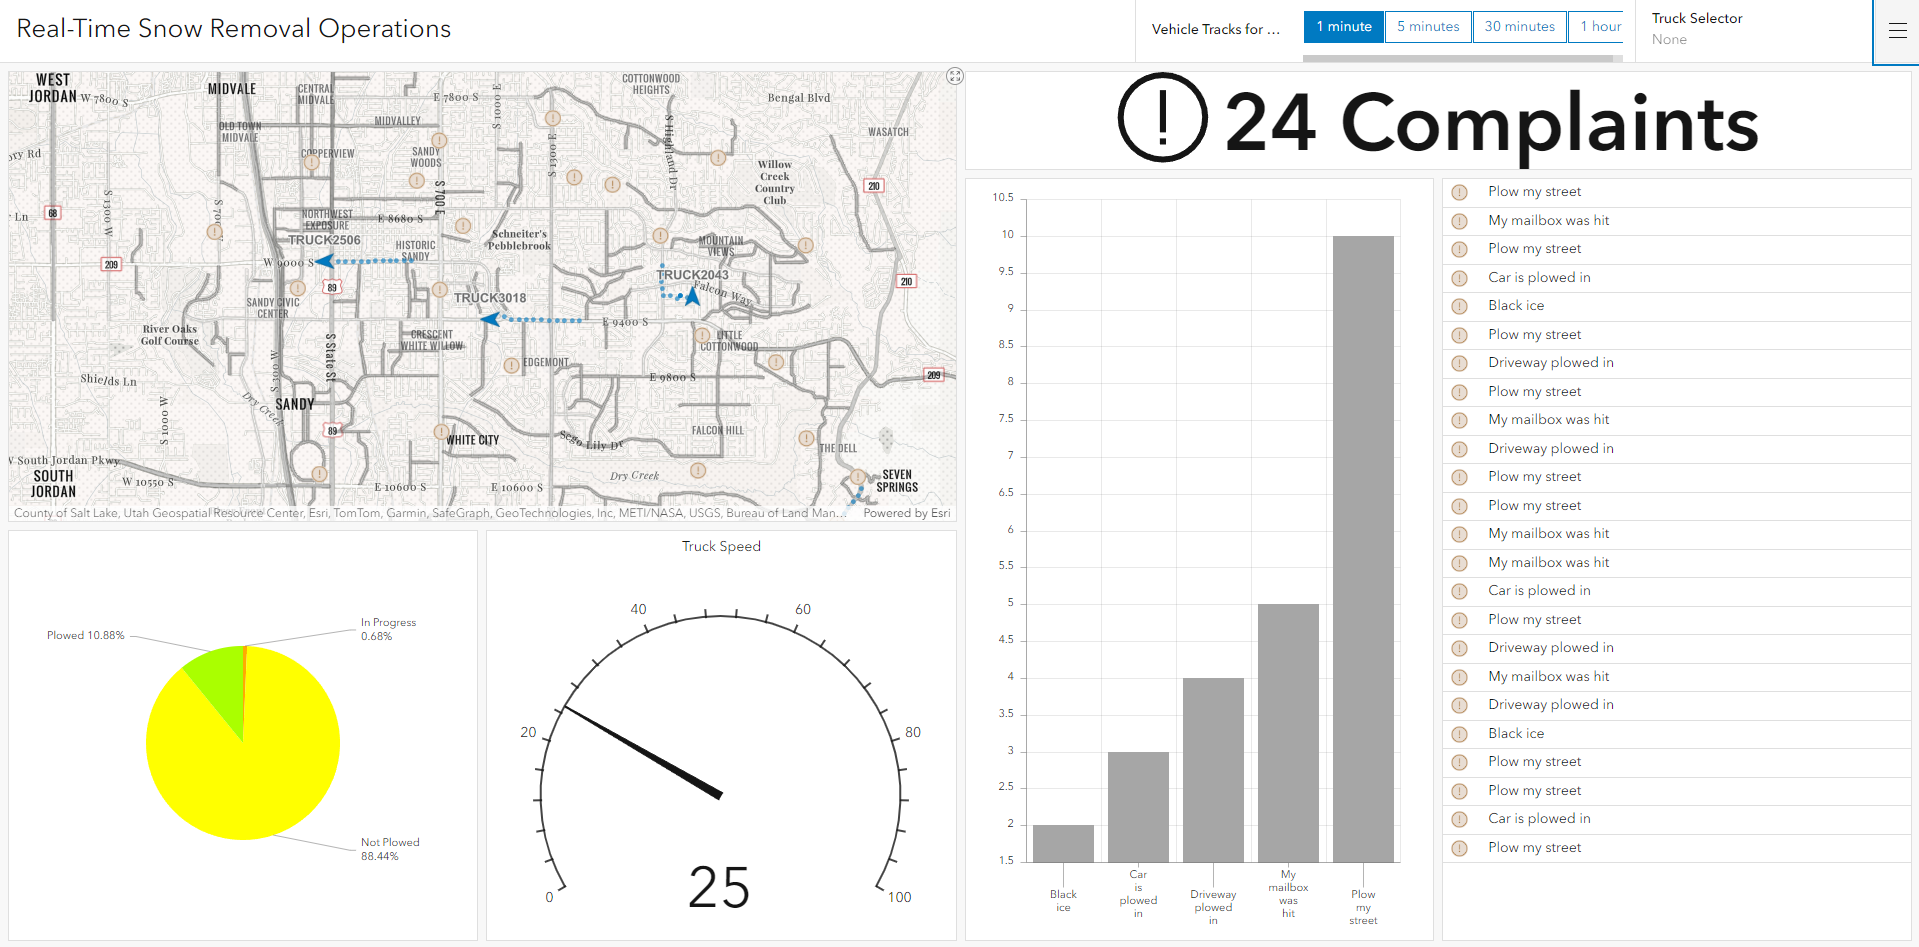 Real-Time Snow Removal Operations
Vehicle Tracks for ...
1 minute
5 minutes
30 minutes
1 hour
Truck Selector
None
WEST
JORDAN
W 7800 S
MIDVALE
CENTRAL
MIDVALE
E 7800 S
S 1000 E
COTTONWOOD
HEIGHTS
Bengal Blvd
OLD TOWN
MIDVALE
MIDVALLEY
S 1300 E
S Highland Dr
WASATCH
ory Rd
COPPERVIEW
SANDY
WOODS
Willow
Creek
Country
Club
210
S 1300 W
S 700 E
Ln
68
NORTHWEST
EXPOSURE
E 8680 S
TRUCK2506
HISTORIC
SANDY
Schneiter's
Pebblebrook
MOUNTAIN
VIEWS
209
W 9000 S
TRUCK2043
210
89
TRUCK3018
Falcon Way
SANDY CIVIC
CENTER
River Oaks
Golf Course
E 9400 S
CRESCENT
WHITE WILLOW
LITTLE
COTTONWOOD
S State St
S 300 W
EDGEMONT
Shields Ln
E 9800 S
209
S 1000 W
Dry Creek
SANDY
89
WHITE CITY
Sego Lily Dr
FALCON HILL
THE DELL
W South Jordan Pkwy
SOUTH
JORDAN
W 10550 S
E 10600 S
E 10600 S
Dry Creek
SEVEN
SPRINGS
County of Salt Lake, Utah Geospatial Resource Center, Esri, TomTom, Garmin, SafeGraph, GeoTechnologies, Inc, METI/NASA, USGS, Bureau of Land Man...
Powered by Esri
24 Complaints
10.5
10
9.5
9
8.5
8
7.5
7
6.5
6
5.5
5
4.5
4
3.5
3
2.5
2
1.5
Black
ice
Car
is
plowed
in
Driveway
plowed
in
My
mailbox
was
hit
Plow
my
street
Plow my street
My mailbox was hit
Plow my street
Car is plowed in
Black ice
Plow my street
Driveway plowed in
Plow my street
My mailbox was hit
Driveway plowed in
Plow my street
Plow my street
My mailbox was hit
My mailbox was hit
Car is plowed in
Plow my street
Driveway plowed in
My mailbox was hit
Driveway plowed in
Black ice
Plow my street
Plow my street
Car is plowed in
Plow my street
Plowed 10.88%
In Progress
0.68%
Not Plowed
88.44%
Truck Speed
0
20
40
60
80
100
25